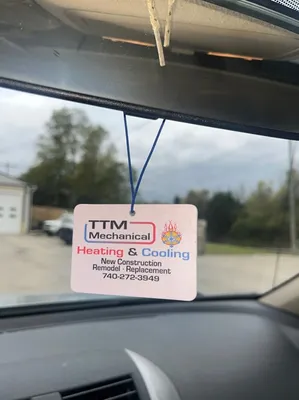 TTM
Mechanical
Heating & Cooling
New Construction
Remodel · Replacement
740-272-3949